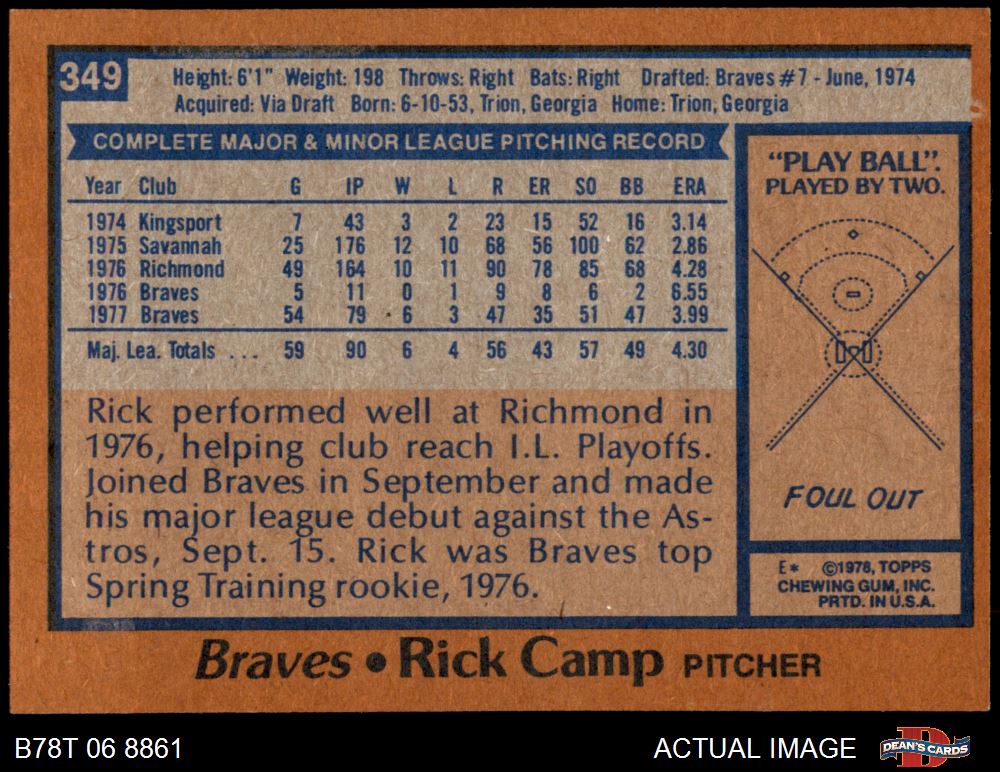 349
Height: 6'1" Weight: 198 Throws: Right Bats: Right Drafted: Braves #7 - June, 1974
Acquired: Via Draft Born: 6-10-53, Trion, Georgia Home: Trion, Georgia
COMPLETE MAJOR & MINOR LEAGUE PITCHING RECORD
Year Club G IP W L R ER SO BB ERA
1974 Kingsport 7 43 3 2 23 15 52 16 3.14
1975 Savannah 25 176 12 10 68 56 100 62 2.86
1976 Richmond 49 164 10 11 90 78 85 68 4.28
1976 Braves 5 11 0 1 9 8 6 2 6.55
1977 Braves 54 79 6 3 47 35 51 47 3.99
Maj. Lea. Totals . . . 59 90 6 4 56 43 57 49 4.30
Rick performed well at Richmond in
1976, helping club reach I.L. Playoffs.
Joined Braves in September and made
his major league debut against the As-
tros, Sept. 15. Rick was Braves top
Spring Training rookie, 1976.
"PLAY BALL".
PLAYED BY TWO.
FOUL OUT
E* ©1978, TOPPS
CHEWING GUM, INC.
PRTD. IN U.S.A.
Braves • Rick Camp PITCHER
B78T 06 8861
ACTUAL IMAGE
D
DEAN'S CARDS